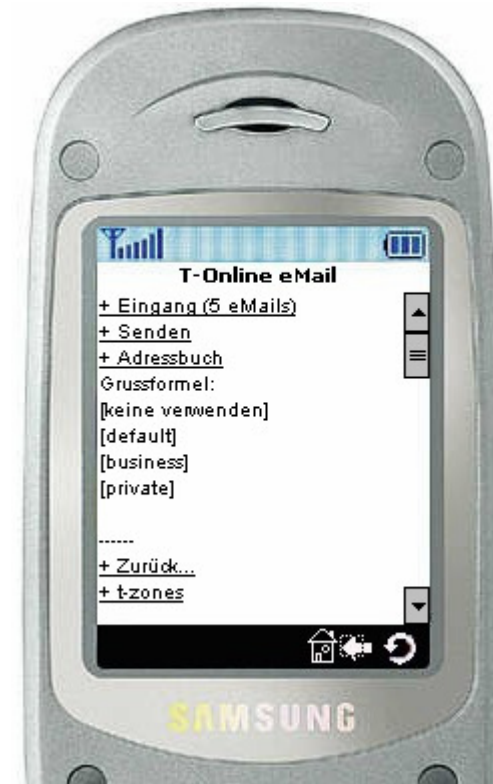 T-Online eMail
+ Eingang (5 eMails)
+ Senden
+ Adressbuch
Grussformel:
[keine verwenden]
[default]
[business]
[private]
------
+ Zurück...
+ t-zones
SAMSUNG